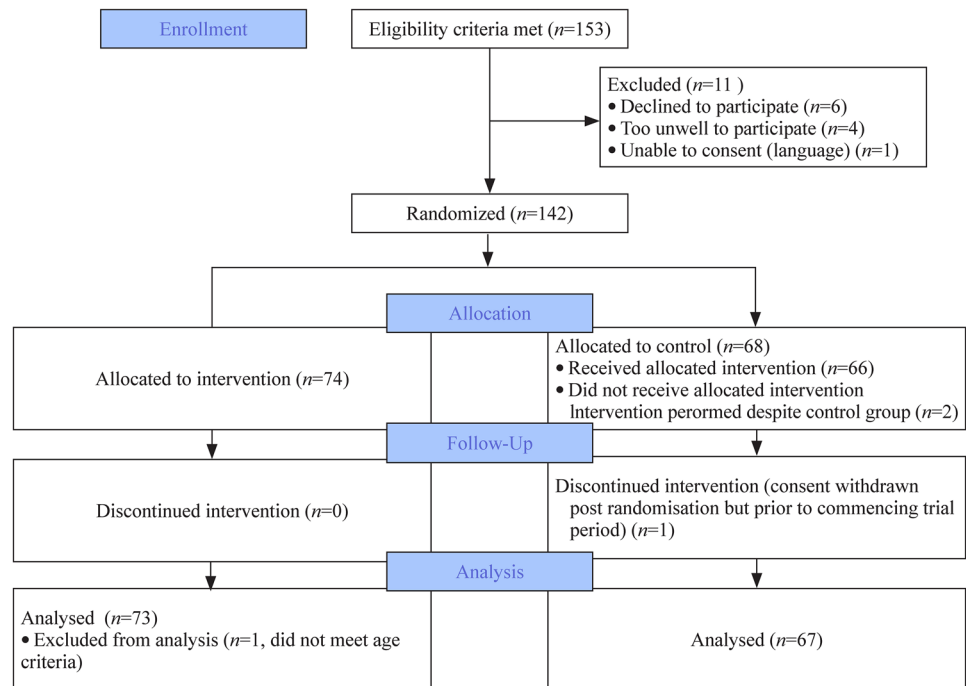 Enrollment
Eligibility criteria met (n=153)
Excluded (n=11 )
• Declined to participate (n=6)
• Too unwell to participate (n=4)
• Unable to consent (language) (n=1)
Randomized (n=142)
Allocation
Allocated to intervention (n=74)
Allocated to control (n=68)
• Received allocated intervention (n=66)
• Did not receive allocated intervention
Intervention perormed despite control group (n=2)
Follow-Up
Discontinued intervention (n=0)
Discontinued intervention (consent withdrawn
post randomisation but prior to commencing trial
period) (n=1)
Analysis
Analysed (n=73)
• Excluded from analysis (n=1, did not meet age
criteria)
Analysed (n=67)